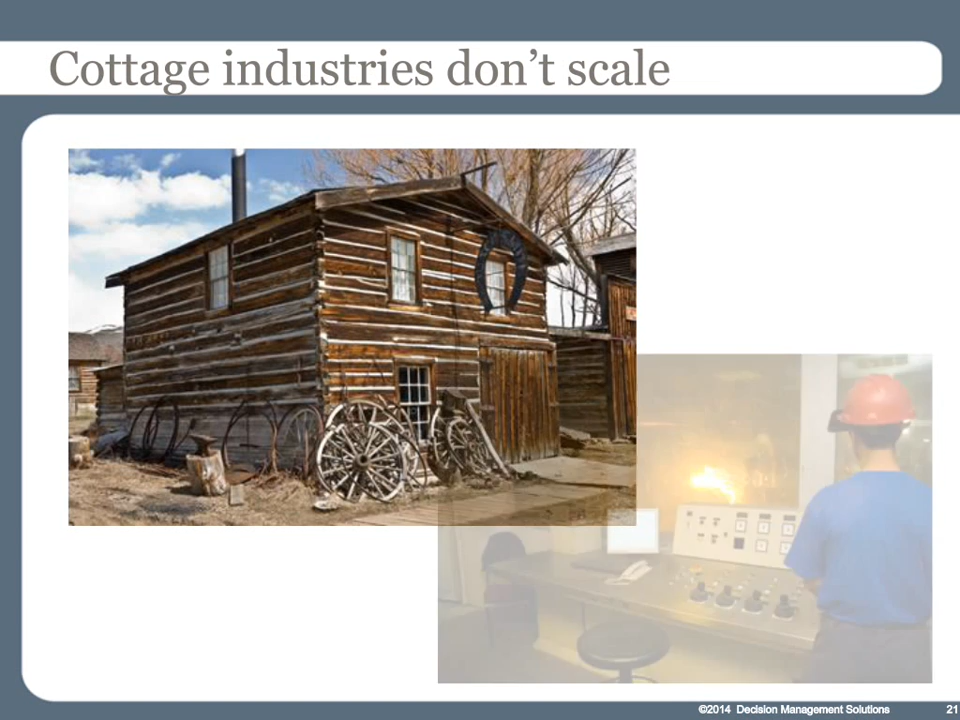 Cottage industries don’t scale
©2014 Decision Management Solutions
21